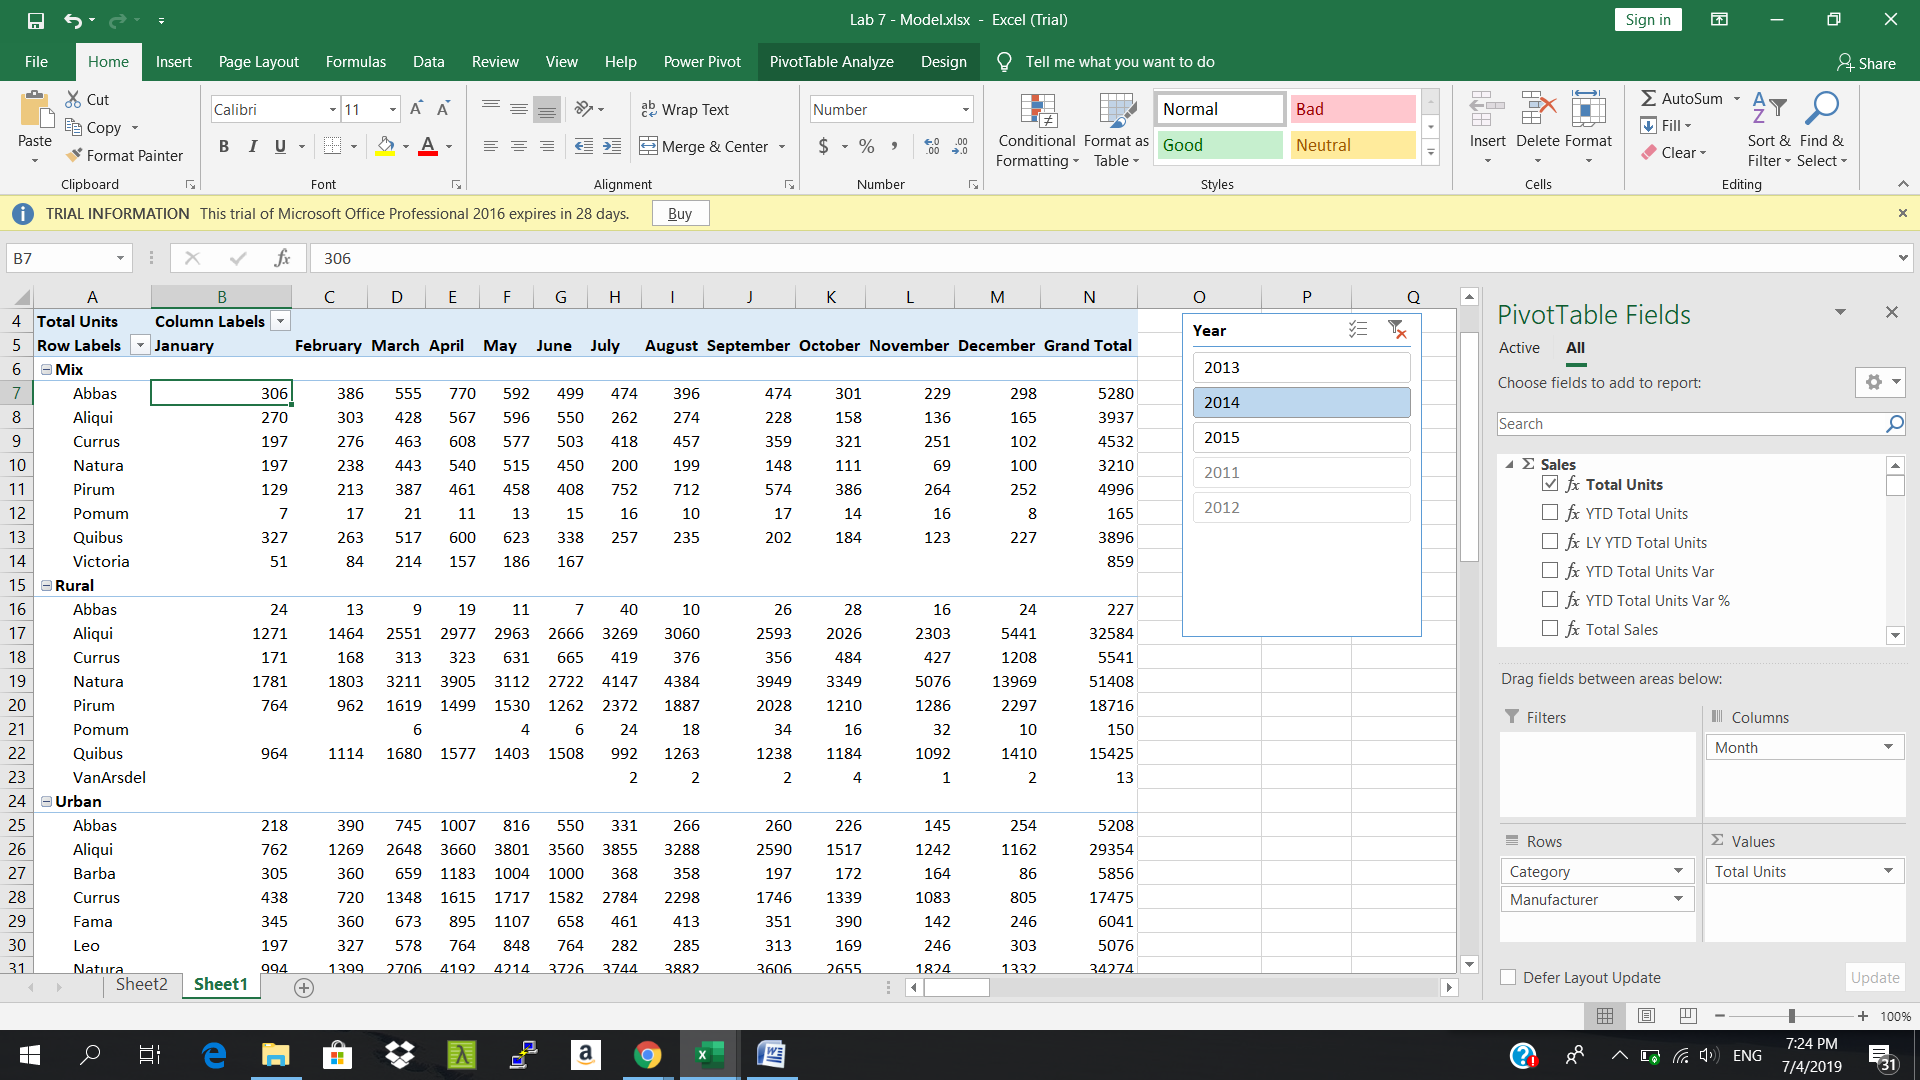 Lab 7 - Model.xlsx - Excel (Trial)
Sign in
File Home Insert Page Layout Formulas Data Review View Help Power Pivot PivotTable Analyze Design Tell me what you want to do Share
Paste
Cut
Copy
Format Painter
Clipboard
Calibri 11
B I U
Font
Wrap Text
Merge & Center
Alignment
Number
$ %
Number
Conditional Formatting
Format as Table
Normal Bad
Good Neutral
Styles
Insert Delete Format
Cells
AutoSum
Fill
Clear
Sort & Filter
Find & Select
Editing
TRIAL INFORMATION This trial of Microsoft Office Professional 2016 expires in 28 days. Buy
B7 fx 306
A B C D E F G H I J K L M N O P Q
4 Total Units Column Labels
5 Row Labels January February March April May June July August September October November December Grand Total
6 Mix
7 Abbas 306 386 555 770 592 499 474 396 474 301 229 298 5280
8 Aliqui 270 303 428 567 596 550 262 274 228 158 136 165 3937
9 Currus 197 276 463 608 577 503 418 457 359 321 251 102 4532
10 Natura 197 238 443 540 515 450 200 199 148 111 69 100 3210
11 Pirum 129 213 387 461 458 408 752 712 574 386 264 252 4996
12 Pomum 7 17 21 11 13 15 16 10 17 14 16 8 165
13 Quibus 327 263 517 600 623 338 257 235 202 184 123 227 3896
14 Victoria 51 84 214 157 186 167 859
15 Rural
16 Abbas 24 13 9 19 11 7 40 10 26 28 16 24 227
17 Aliqui 1271 1464 2551 2977 2963 2666 3269 3060 2593 2026 2303 5441 32584
18 Currus 171 168 313 323 631 665 419 376 356 484 427 1208 5541
19 Natura 1781 1803 3211 3905 3112 2722 4147 4384 3949 3349 5076 13969 51408
20 Pirum 764 962 1619 1499 1530 1262 2372 1887 2028 1210 1286 2297 18716
21 Pomum 6 4 6 24 18 34 16 32 10 150
22 Quibus 964 1114 1680 1577 1403 1508 992 1263 1238 1184 1092 1410 15425
23 VanArsdel 2 2 2 4 1 2 13
24 Urban
25 Abbas 218 390 745 1007 816 550 331 266 260 226 145 254 5208
26 Aliqui 762 1269 2648 3660 3801 3560 3855 3288 2590 1517 1242 1162 29354
27 Barba 305 360 659 1183 1004 1000 368 358 197 172 164 86 5856
28 Currus 438 720 1348 1615 1717 1582 2784 2298 1746 1339 1083 805 17475
29 Fama 345 360 673 895 1107 658 461 413 351 390 142 246 6041
30 Leo 197 327 578 764 848 764 282 285 313 169 246 303 5076
31 Natura 994 1399 2706 4192 4214 3726 3744 3882 3606 2655 1824 1332 34274
Year
2013
2014
2015
2011
2012
PivotTable Fields
Active All
Choose fields to add to report:
Search
Σ Sales
fx Total Units
fx YTD Total Units
fx LY YTD Total Units
fx YTD Total Units Var
fx YTD Total Units Var %
fx Total Sales
Drag fields between areas below:
Filters Columns
Month
Rows Σ Values
Category Total Units
Manufacturer
Defer Layout Update Update
Sheet2 Sheet1
100%
ENG
7:24 PM
7/4/2019
31